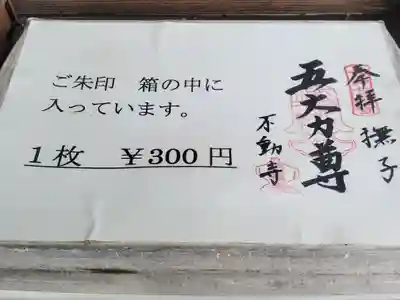 ご朱印 箱の中に
入っています。
1枚 ¥300円
奉拝 撫子
五大力尊
不動寺